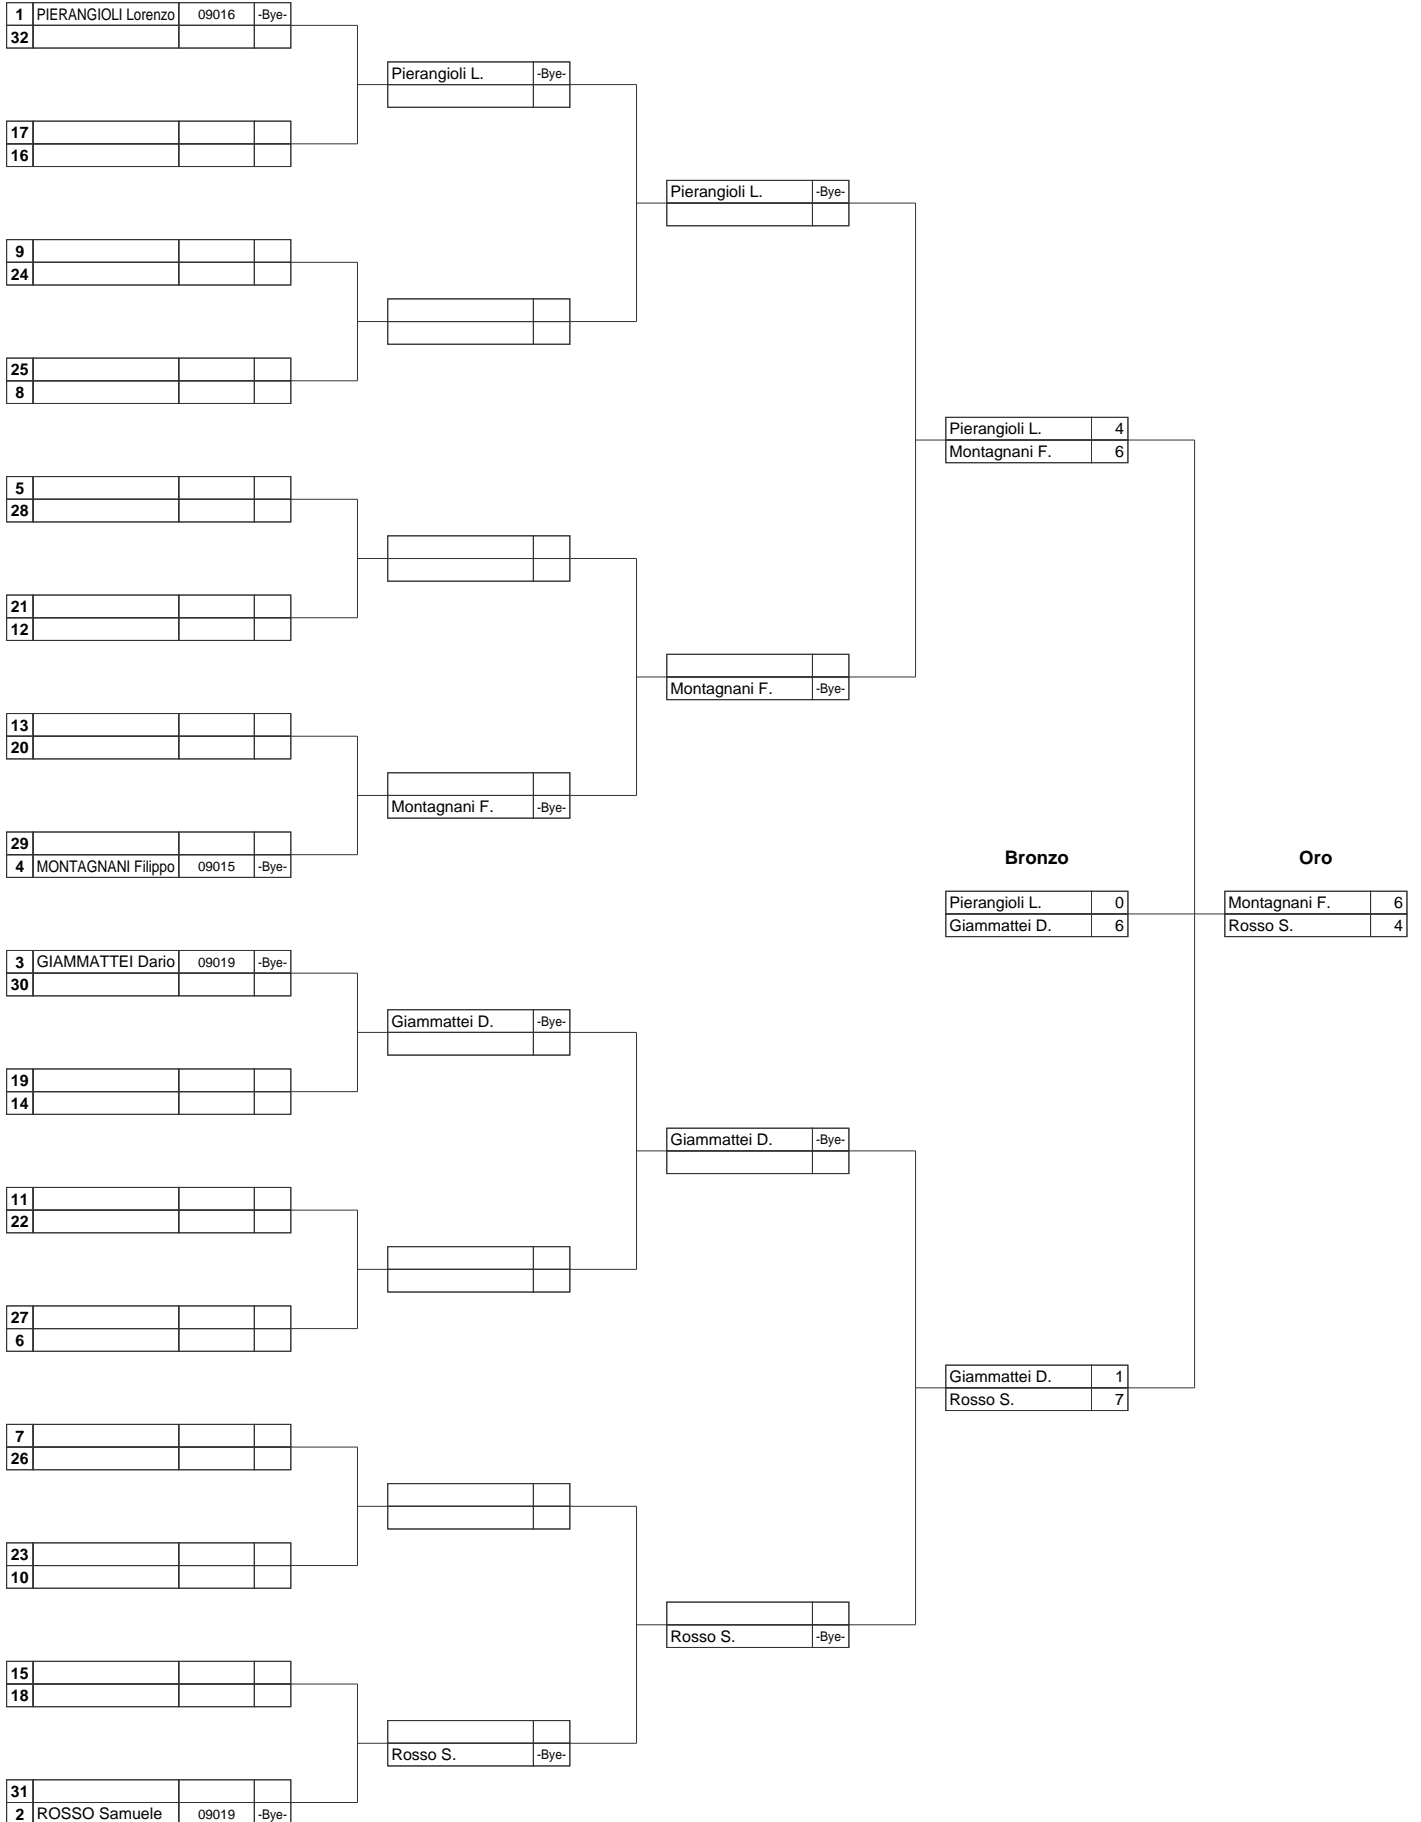 1 PIERANGIOLI Lorenzo 09016 -Bye-
32
Pierangioli L. -Bye-
17
16
Pierangioli L. -Bye-
9
24
25
8
Pierangioli L. 4
Montagnani F. 6
5
28
21
12
Montagnani F. -Bye-
13
20
Montagnani F. -Bye-
29
4 MONTAGNANI Filippo 09015 -Bye-
Bronzo Oro
Pierangioli L. 0 Montagnani F. 6
Giammattei D. 6 Rosso S. 4
3 GIAMMATTEI Dario 09019 -Bye-
30
Giammattei D. -Bye-
19
14
Giammattei D. -Bye-
11
22
27
6
Giammattei D. 1
Rosso S. 7
7
26
23
10
Rosso S. -Bye-
15
18
Rosso S. -Bye-
31
2 ROSSO Samuele 09019 -Bye-